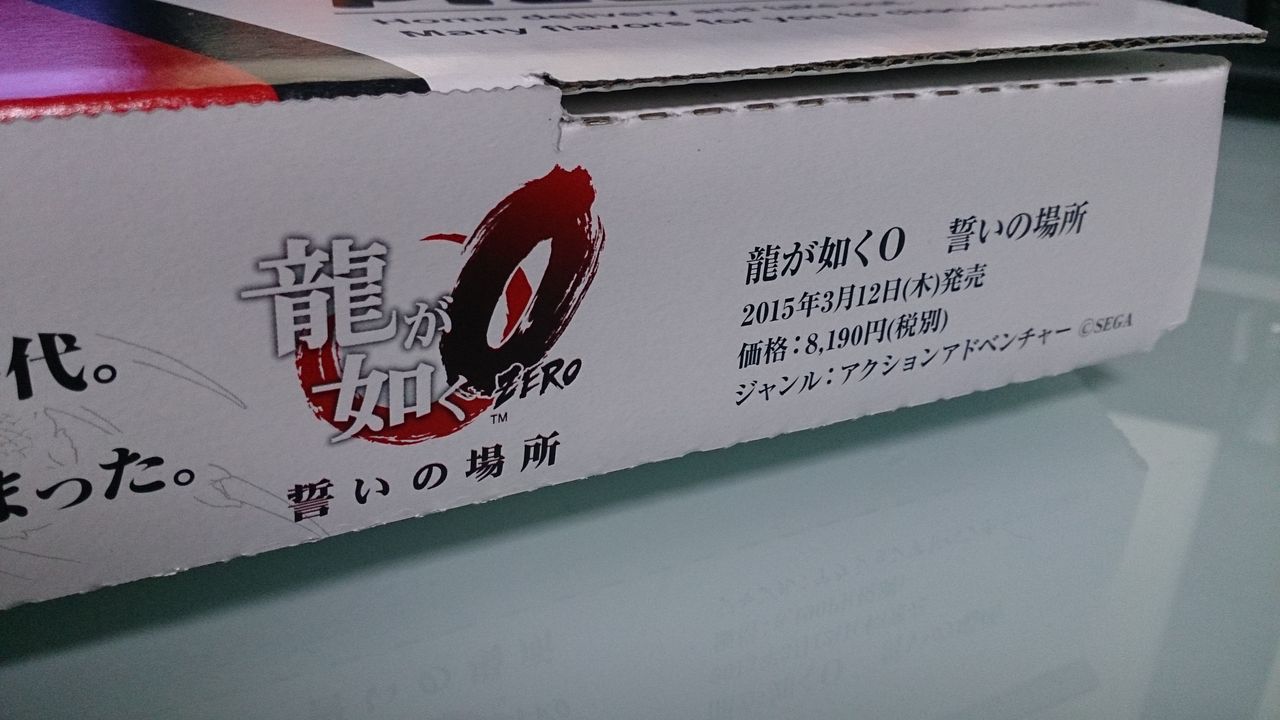 Home delivery and take-out
Many flavors for you to
代。
まった。
龍が
如く0
ZERO
TM
誓いの場所
龍が如く0 誓いの場所
2015年3月12日(木)発売
価格：8,190円(税別)
ジャンル：アクションアドベンチャー ©SEGA